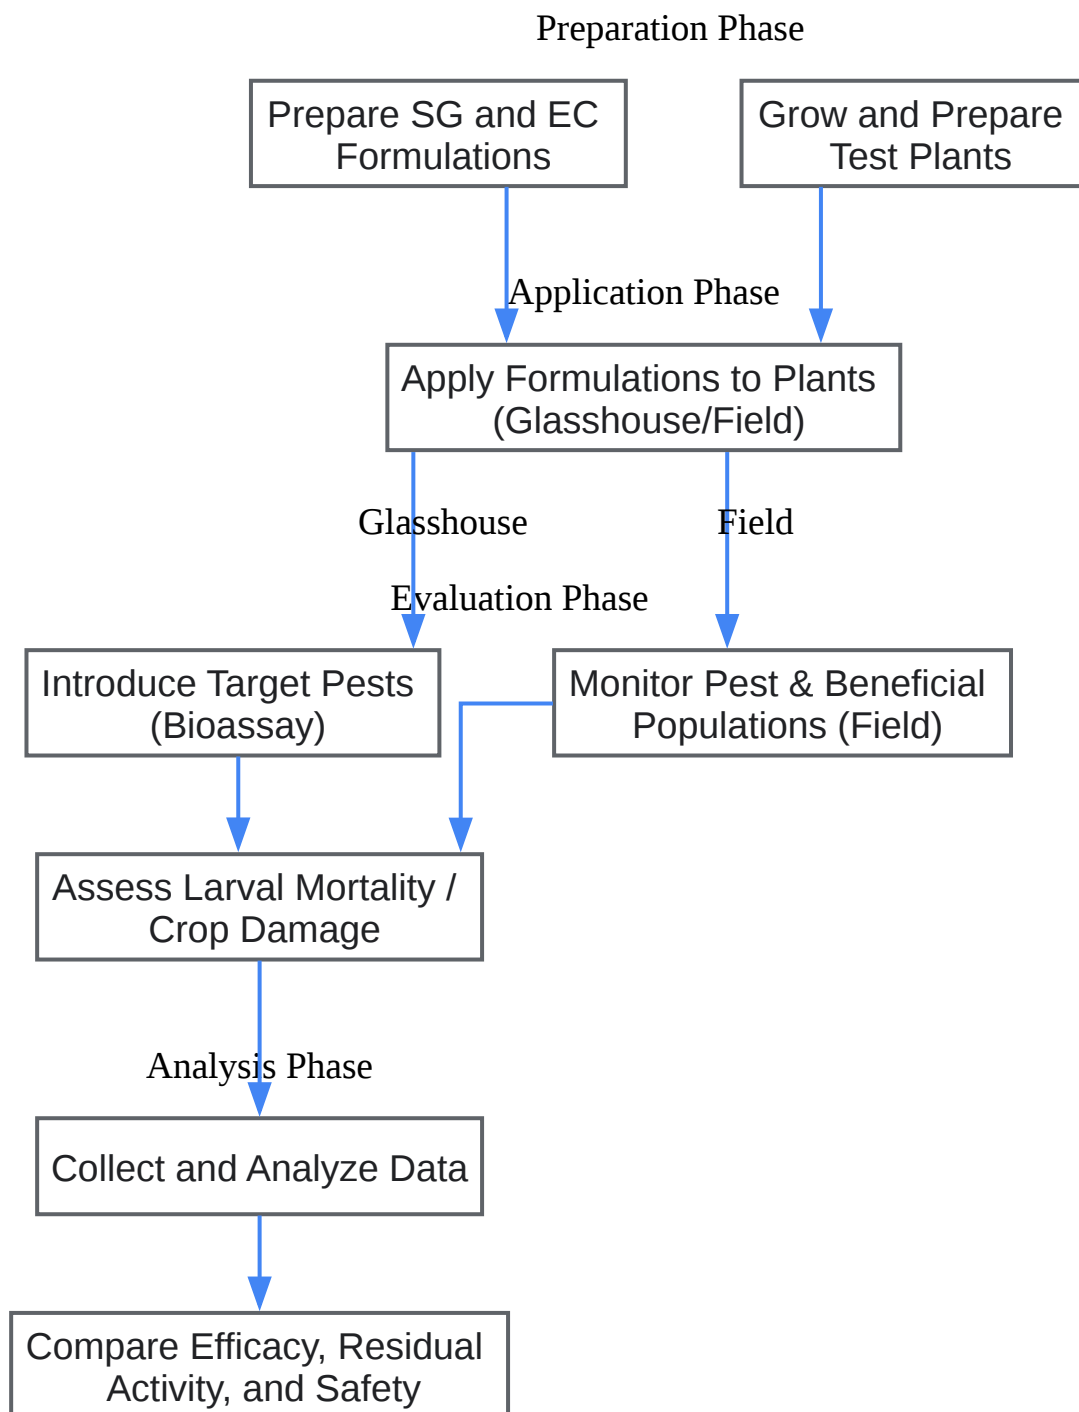 Preparation Phase
Prepare SG and EC
Formulations
Grow and Prepare
Test Plants
Application Phase
Apply Formulations to Plants
(Glasshouse/Field)
Glasshouse
Field
Evaluation Phase
Introduce Target Pests
(Bioassay)
Monitor Pest & Beneficial
Populations (Field)
Assess Larval Mortality /
Crop Damage
Analysis Phase
Collect and Analyze Data
Compare Efficacy, Residual
Activity, and Safety